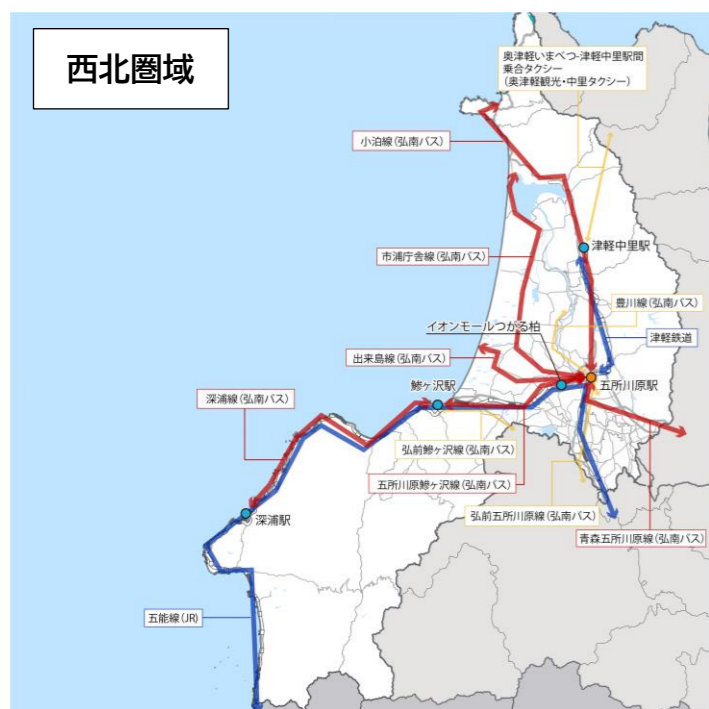 西北圏域
奥津軽いまべつ-津軽中里駅間
乗合タクシー
(奥津軽観光・中里タクシー)
小泊線(弘南バス)
津軽中里駅
市浦庁舎線(弘南バス)
豊川線(弘南バス)
イオンモールつがる柏
津軽鉄道
出来島線(弘南バス)
五所川原駅
鰺ヶ沢駅
深浦線(弘南バス)
弘前鰺ヶ沢線(弘南バス)
五所川原鰺ヶ沢線(弘南バス)
深浦駅
弘前五所川原線(弘南バス)
青森五所川原線(弘南バス)
五能線(JR)